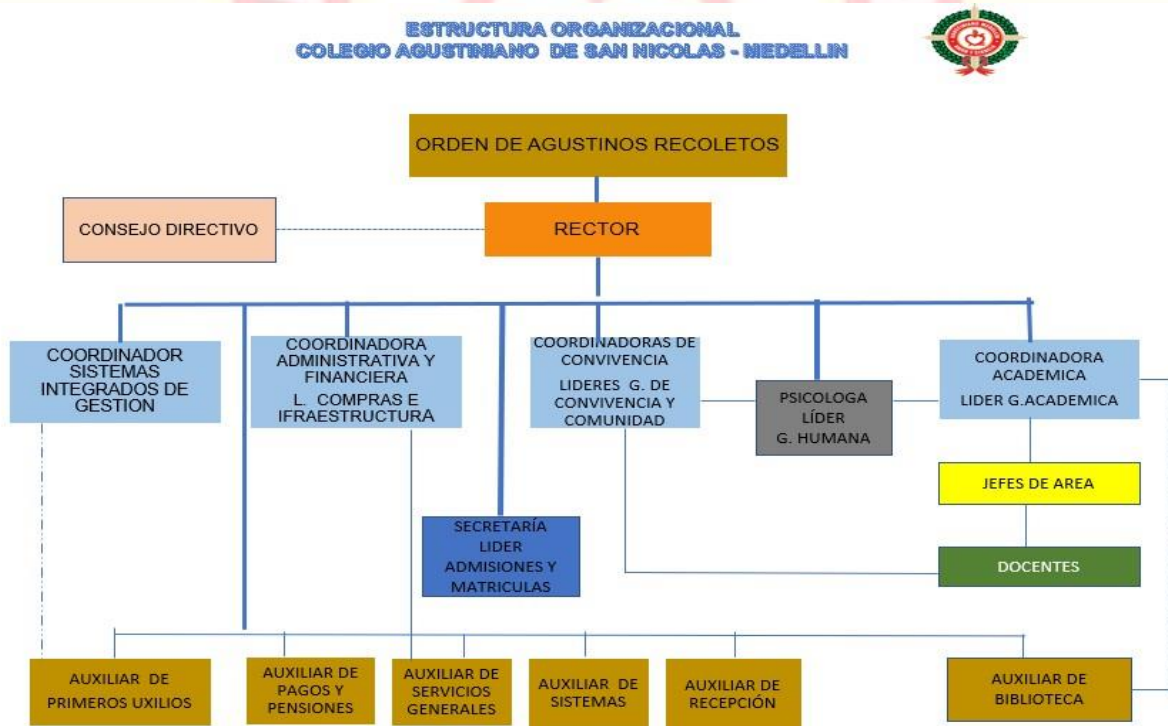 ESTRUCTURA ORGANIZACIONAL
COLEGIO AGUSTINIANO DE SAN NICOLAS - MEDELLIN
ORDEN DE AGUSTINOS RECOLETOS
CONSEJO DIRECTIVO
RECTOR
COORDINADOR
SISTEMAS
INTEGRADOS DE
GESTION
COORDINADORA
ADMINISTRATIVA Y
FINANCIERA
L. COMPRAS E
IFRAESTRUCTURA
COORDINADORAS DE
CONVIVENCIA
LIDERES G. DE
CONVIVENCIA Y
COMUNIDAD
PSICOLOGA
LÍDER
G. HUMANA
COORDINADORA
ACADEMICA
LIDER G.ACADEMICA
JEFES DE AREA
DOCENTES
SECRETARÍA
LIDER
ADMISIONES Y
MATRICULAS
AUXILIAR DE
PRIMEROS UXILIOS
AUXILIAR DE
PAGOS Y
PENSIONES
AUXILIAR DE
SERVICIOS
GENERALES
AUXILIAR DE
SISTEMAS
AUXILIAR DE
RECEPCIÓN
AUXILIAR DE
BIBLIOTECA